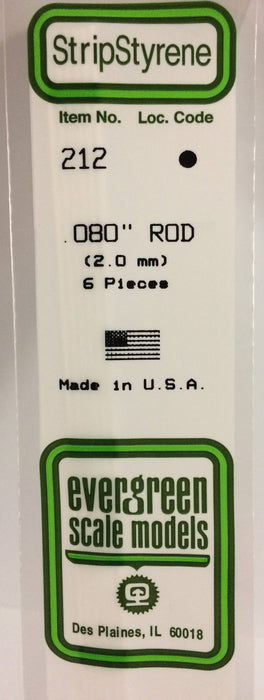 StripStyrene
Item No. Loc. Code
212
.080" ROD
(2.0 mm)
6 Pieces
Made in U.S.A.
evergreen
scale models
Des Plaines, IL 60018